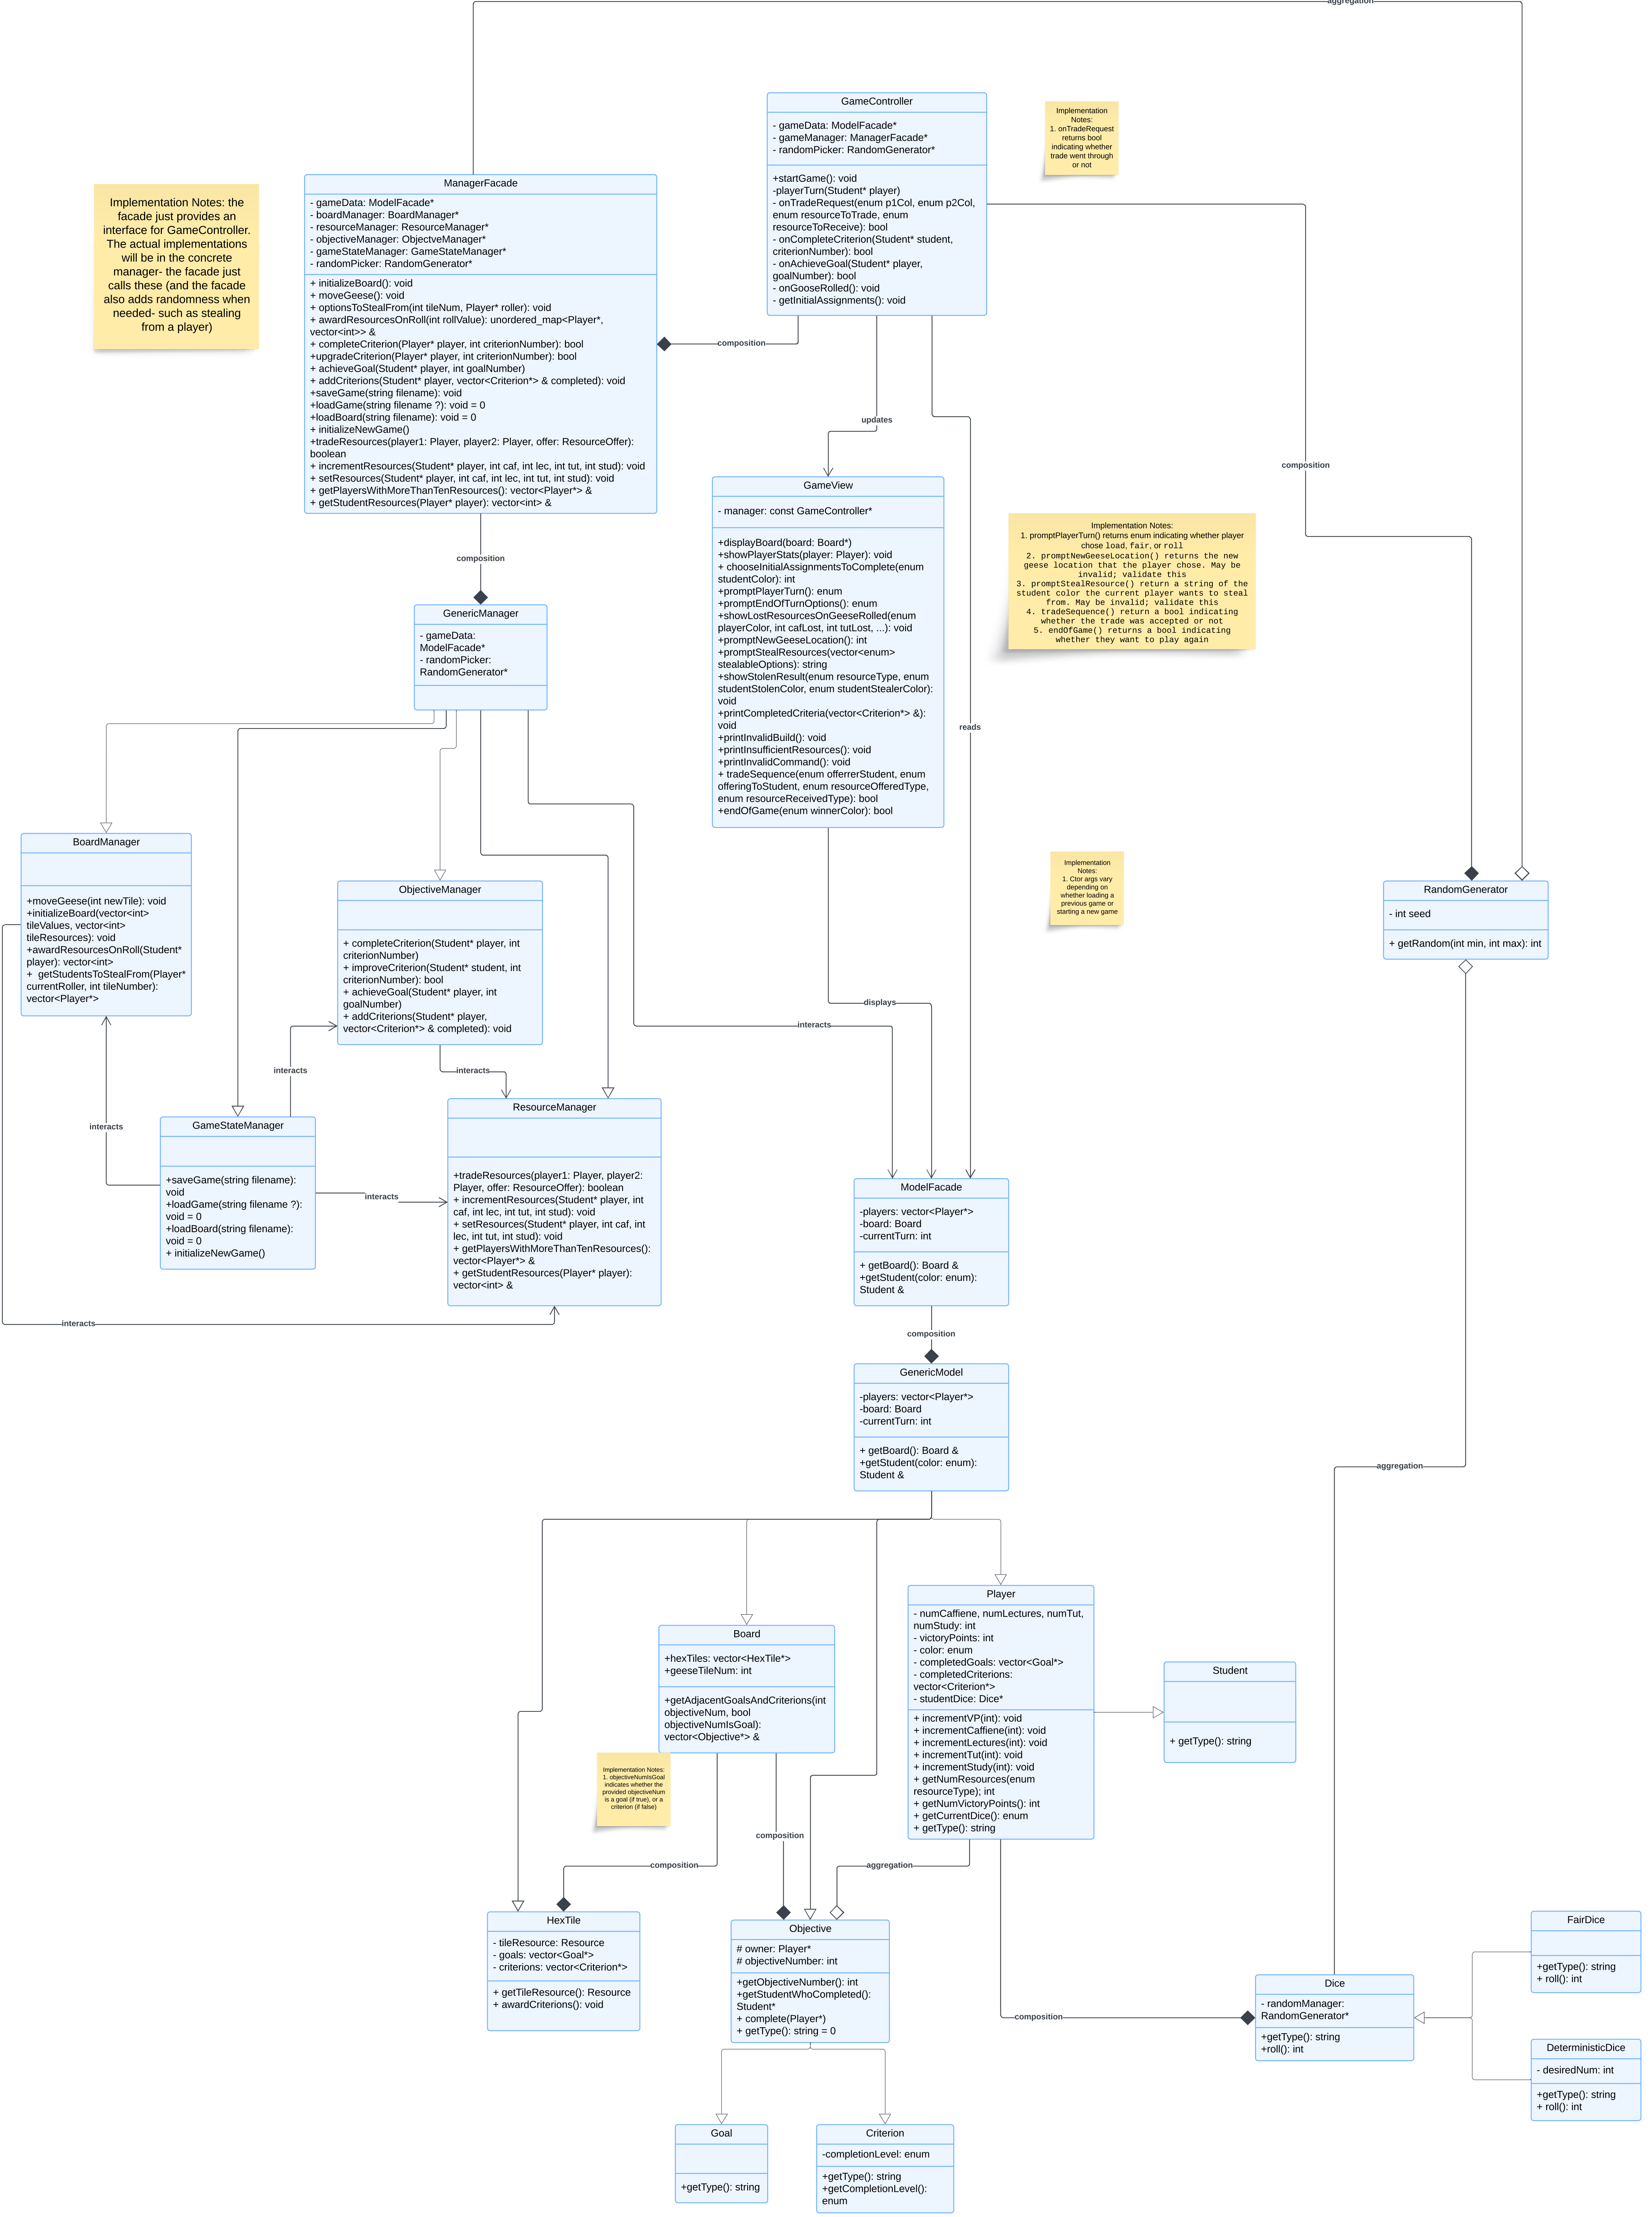 aggregation
GameController
- gameData: ModelFacade*
- gameManager: ManagerFacade*
- randomPicker: RandomGenerator*
+startGame(): void
-playerTurn(Student* player)
- onTradeRequest(enum p1Col, enum p2Col,
enum resourceToTrade, enum
resourceToReceive): bool
- onCompleteCriterion(Student* student,
criterionNumber): bool
- onAchieveGoal(Student* player,
goalNumber): bool
- onGooseRolled(): void
- getInitialAssignments(): void
Implementation
Notes:
1. onTradeRequest
returns bool
indicating whether
trade went through
or not
Implementation Notes: the
facade just provides an
interface for GameController.
The actual implementations
will be in the concrete
manager- the facade just
calls these (and the facade
also adds randomness when
needed- such as stealing
from a player)
ManagerFacade
- gameData: ModelFacade*
- boardManager: BoardManager*
- resourceManager: ResourceManager*
- objectiveManager: ObjectveManager*
- gameStateManager: GameStateManager*
- randomPicker: RandomGenerator*
+ initializeBoard(): void
+ moveGeese(): void
+ optionsToStealFrom(int tileNum, Player* roller): void
+ awardResourcesOnRoll(int rollValue): unordered_map<Player*,
vector<int>> &
+ completeCriterion(Player* player, int criterionNumber): bool
+upgradeCriterion(Player* player, int criterionNumber): bool
+ achieveGoal(Student* player, int goalNumber)
+ addCriterions(Student* player, vector<Criterion*> & completed): void
+saveGame(string filename): void
+loadGame(string filename ?): void = 0
+loadBoard(string filename): void = 0
+ initializeNewGame()
+tradeResources(player1: Player, player2: Player, offer: ResourceOffer):
boolean
+ incrementResources(Student* player, int caf, int lec, int tut, int stud): void
+ setResources(Student* player, int caf, int lec, int tut, int stud): void
+ getPlayersWithMoreThanTenResources(): vector<Player*> &
+ getStudentResources(Player* player): vector<int> &
composition
updates
composition
composition
reads
GameView
- manager: const GameController*
+displayBoard(board: Board*)
+showPlayerStats(player: Player): void
+ chooseInitialAssignmentsToComplete(enum
studentColor): int
+promptPlayerTurn(): enum
+promptEndOfTurnOptions(): enum
+showLostResourcesOnGeeseRolled(enum
playerColor, int cafLost, int tutLost, ...): void
+promptNewGeeseLocation(): int
+promptStealResources(vector<enum>
stealableOptions): string
+showStolenResult(enum resourceType, enum
studentStolenColor, enum studentStealerColor):
void
+printCompletedCriteria(vector<Criterion*> &):
void
+printInvalidBuild(): void
+printInsufficientResources(): void
+printInvalidCommand(): void
+ tradeSequence(enum offerrerStudent, enum
offeringToStudent, enum resourceOfferedType,
enum resourceReceivedType): bool
+endOfGame(enum winnerColor): bool
Implementation Notes:
1. promptPlayerTurn() returns enum indicating whether player
chose load, fair, or roll
2. promptNewGeeseLocation() returns the new
geese location that the player chose. May be
invalid; validate this
3. promptStealResource() return a string of the
student color the current player wants to steal
from. May be invalid; validate this
4. tradeSequence() return a bool indicating
whether the trade was accepted or not
5. endOfGame() returns a bool indicating
whether they want to play again
GenericManager
- gameData:
ModelFacade*
- randomPicker:
RandomGenerator*
BoardManager
+moveGeese(int newTile): void
+initializeBoard(vector<int>
tileValues, vector<int>
tileResources): void
+awardResourcesOnRoll(Student*
player): vector<int>
+ getStudentsToStealFrom(Player*
currentRoller, int tileNumber):
vector<Player*>
ObjectiveManager
+ completeCriterion(Student* player, int
criterionNumber)
+ improveCriterion(Student* student, int
criterionNumber): bool
+ achieveGoal(Student* player, int
goalNumber)
+ addCriterions(Student* player,
vector<Criterion*> & completed): void
Implementation
Notes:
1. Ctor args vary
depending on
whether loading a
previous game or
starting a new game
RandomGenerator
- int seed
+ getRandom(int min, int max): int
displays
interacts
interacts
interacts
interacts
interacts
interacts
GameStateManager
+saveGame(string filename):
void
+loadGame(string filename ?):
void = 0
+loadBoard(string filename):
void = 0
+ initializeNewGame()
ResourceManager
+tradeResources(player1: Player, player2:
Player, offer: ResourceOffer): boolean
+ incrementResources(Student* player, int
caf, int lec, int tut, int stud): void
+ setResources(Student* player, int caf, int
lec, int tut, int stud): void
+ getPlayersWithMoreThanTenResources():
vector<Player*> &
+ getStudentResources(Player* player):
vector<int> &
ModelFacade
-players: vector<Player*>
-board: Board
-currentTurn: int
+ getBoard(): Board &
+getStudent(color: enum):
Student &
composition
GenericModel
-players: vector<Player*>
-board: Board
-currentTurn: int
+ getBoard(): Board &
+getStudent(color: enum):
Student &
aggregation
Player
- numCaffiene, numLectures, numTut,
numStudy: int
- victoryPoints: int
- color: enum
- completedGoals: vector<Goal*>
- completedCriterions:
vector<Criterion*>
- studentDice: Dice*
+ incrementVP(int): void
+ incrementCaffiene(int): void
+ incrementLectures(int): void
+ incrementTut(int): void
+ incrementStudy(int): void
+ getNumResources(enum
resourceType); int
+ getNumVictoryPoints(): int
+ getCurrentDice(): enum
+ getType(): string
Board
+hexTiles: vector<HexTile*>
+geeseTileNum: int
+getAdjacentGoalsAndCriterions(int
objectiveNum, bool
objectiveNumIsGoal):
vector<Objective*> &
Student
+ getType(): string
Implementation Notes:
1. objectiveNumIsGoal
indicates whether the
provided objectiveNum
is a goal (if true), or a
criterion (if false)
composition
composition
aggregation
HexTile
- tileResource: Resource
- goals: vector<Goal*>
- criterions: vector<Criterion*>
+ getTileResource(): Resource
+ awardCriterions(): void
Objective
# owner: Player*
# objectiveNumber: int
+getObjectiveNumber(): int
+getStudentWhoCompleted():
Student*
+ complete(Player*)
+ getType(): string = 0
composition
Dice
- randomManager:
RandomGenerator*
+getType(): string
+roll(): int
FairDice
+getType(): string
+ roll(): int
DeterministicDice
- desiredNum: int
+getType(): string
+ roll(): int
Goal
+getType(): string
Criterion
-completionLevel: enum
+getType(): string
+getCompletionLevel():
enum